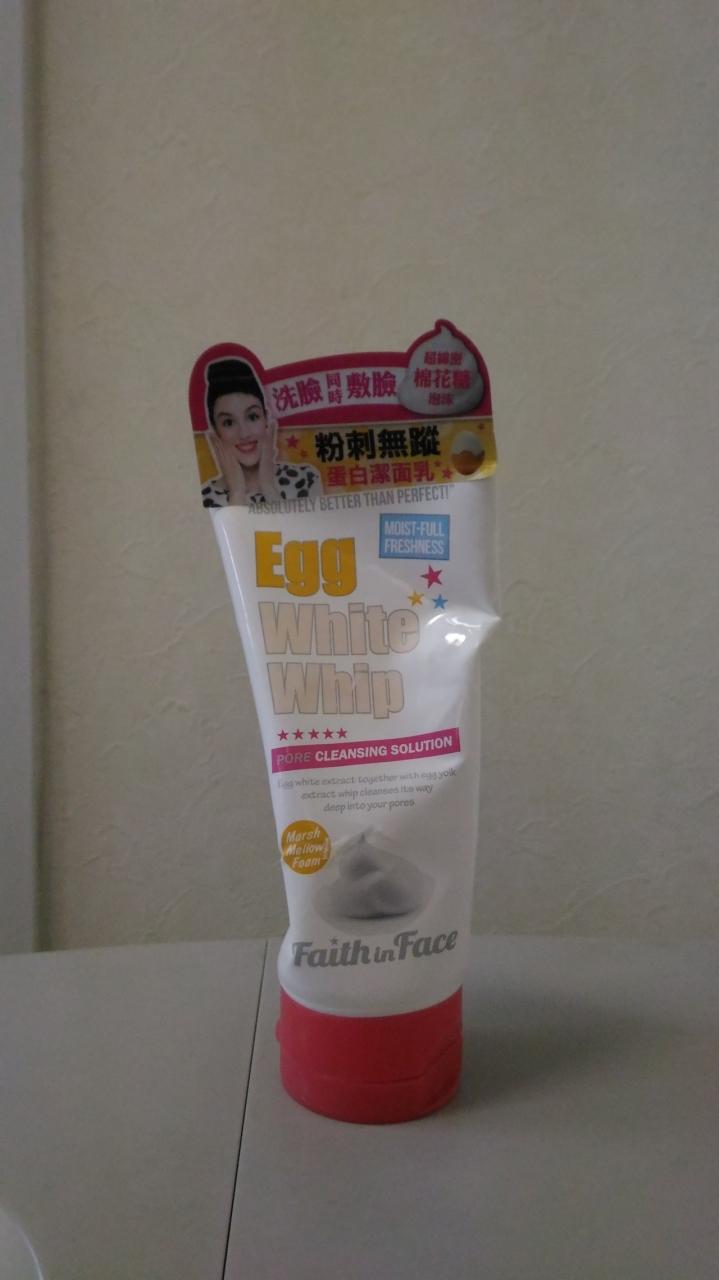 洗臉同時敷臉
超綿密
棉花糖
泡沫
粉刺無蹤
蛋白潔面乳
ABSOLUTELY BETTER THAN PERFECT!"
MOIST-FULL
FRESHNESS
Egg
White
Whip
PORE CLEANSING SOLUTION
Egg white extract together with egg yolk
extract whip cleanses its way
deep into your pores
Marsh
Mellow
Foam!
Faith in Face